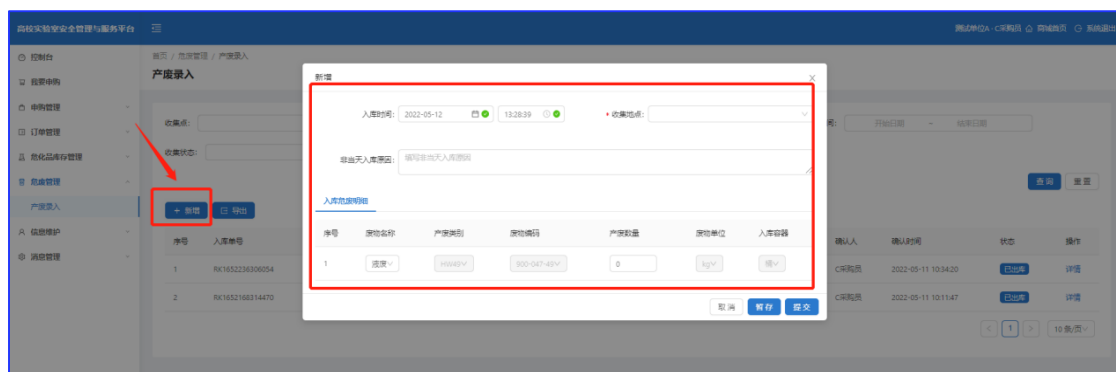 高校实验室安全管理与服务平台
测试单位A - C采购员 商城首页 系统退出
控制台
我要申购
申购管理
订单管理
危化品库存管理
危废管理
产废录入
信息维护
消息管理
首页 / 危废管理 / 产废录入
产废录入
收集点:
收集状态:
开始日期 ~ 结束日期
查询 重置
+ 新增 导出
序号 入库单号 确认人 确认时间 状态 操作
1 RK1652236306054 C采购员 2022-05-11 10:34:20 已出库 详情
2 RK1652168314470 C采购员 2022-05-11 10:11:47 已出库 详情
< 1 > 10 条/页
新增
入库时间: 2022-05-12 13:28:39 * 收集地点:
非当天入库原因: 填写非当天入库原因
入库危废明细
序号 废物名称 产废类别 废物编码 产废数量 废物单位 入库容器
1 液废 HW49 900-047-49 0 kg 桶
取消 暂存 提交